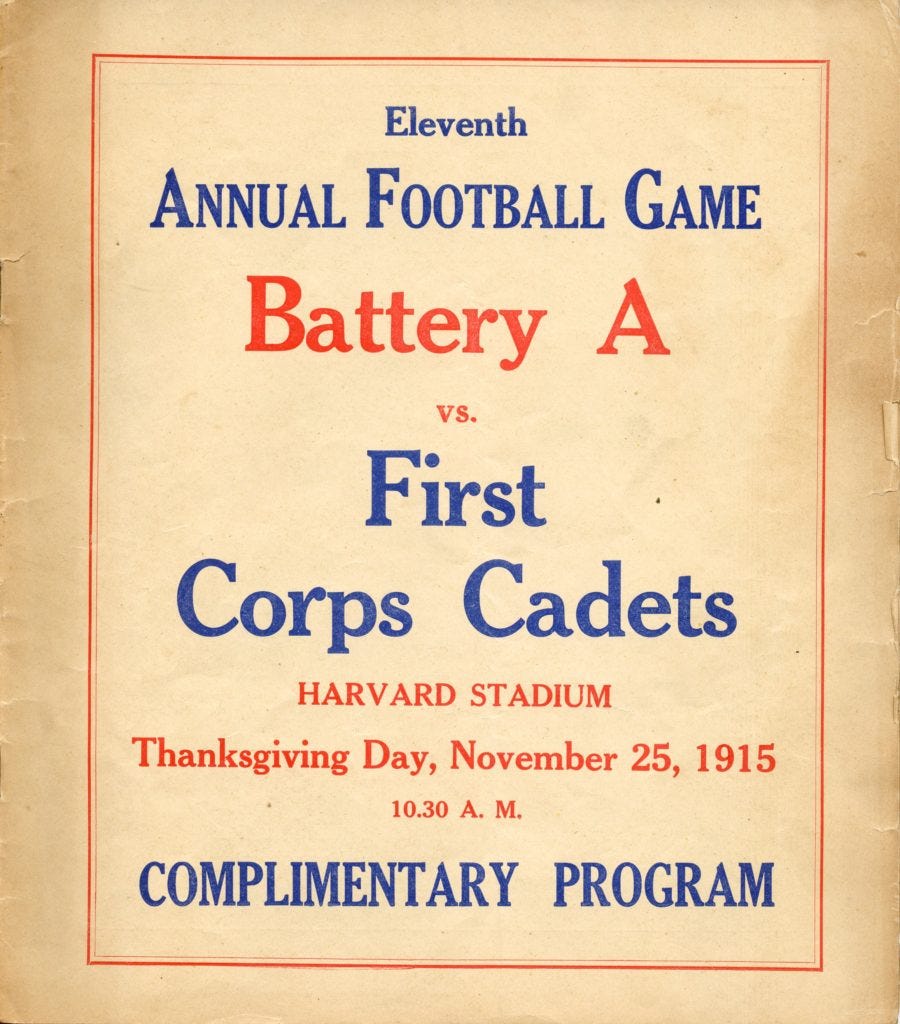 Eleventh
ANNUAL FOOTBALL GAME
Battery A
vs.
First
Corps Cadets
HARVARD STADIUM
Thanksgiving Day, November 25, 1915
10.30 A. M.
COMPLIMENTARY PROGRAM